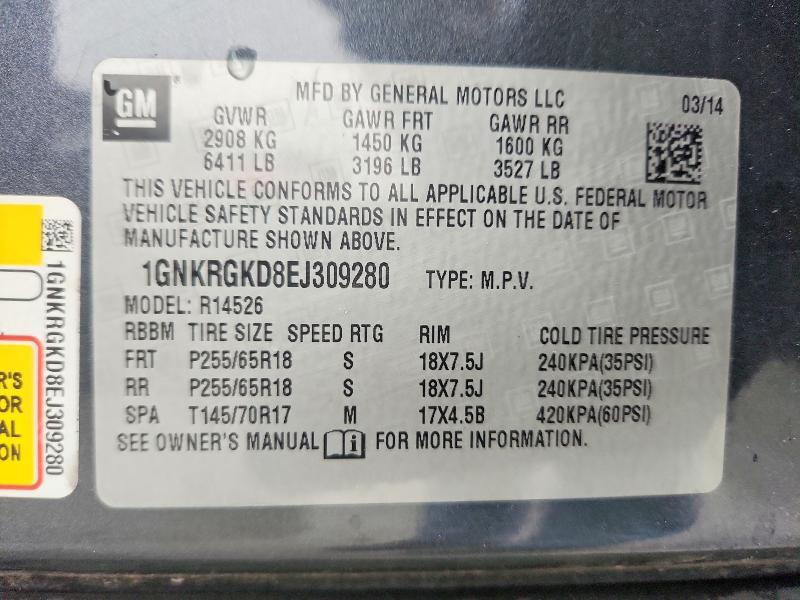 GM
MFD BY GENERAL MOTORS LLC
03/14
GVWR GAWR FRT GAWR RR
2908 KG 1450 KG 1600 KG
6411 LB 3196 LB 3527 LB
THIS VEHICLE CONFORMS TO ALL APPLICABLE U.S. FEDERAL MOTOR
VEHICLE SAFETY STANDARDS IN EFFECT ON THE DATE OF
MANUFACTURE SHOWN ABOVE.
1GNKRGKD8EJ309280 TYPE: M.P.V.
MODEL: R14526
RBBM TIRE SIZE SPEED RTG RIM COLD TIRE PRESSURE
FRT P255/65R18 S 18X7.5J 240KPA(35PSI)
RR P255/65R18 S 18X7.5J 240KPA(35PSI)
SPA T145/70R17 M 17X4.5B 420KPA(60PSI)
SEE OWNER'S MANUAL i FOR MORE INFORMATION.
1GNKRGKD8EJ309280
R'S
OR
AL
ON